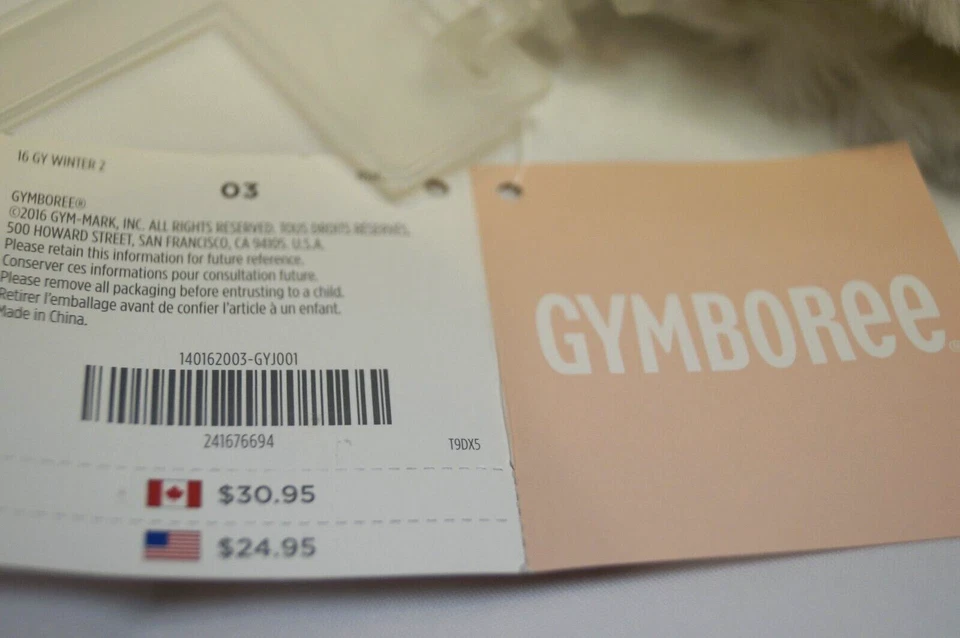 16 GY WINTER 2
03
GYMBOREE®
©2016 GYM-MARK, INC. ALL RIGHTS RESERVED. TOUS DROITS RÉSERVÉS.
500 HOWARD STREET, SAN FRANCISCO, CA 94105. U.S.A.
Please retain this information for future reference.
Conserver ces informations pour consultation future.
Please remove all packaging before entrusting to a child.
Retirer l'emballage avant de confier l'article à un enfant.
Made in China.
140162003-GYJ001
241676694
T9DX5
$30.95
$24.95
GYMBOREE®